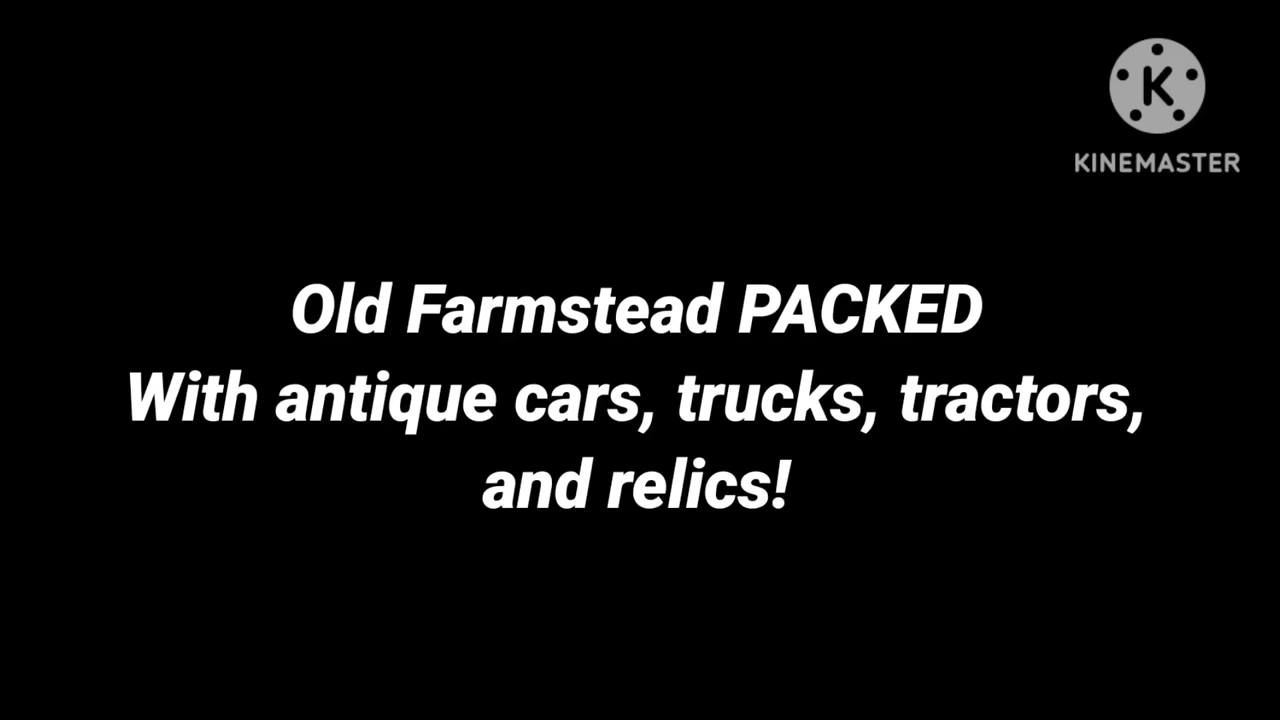 K
KINEMASTER
Old Farmstead PACKED
With antique cars, trucks, tractors,
and relics!